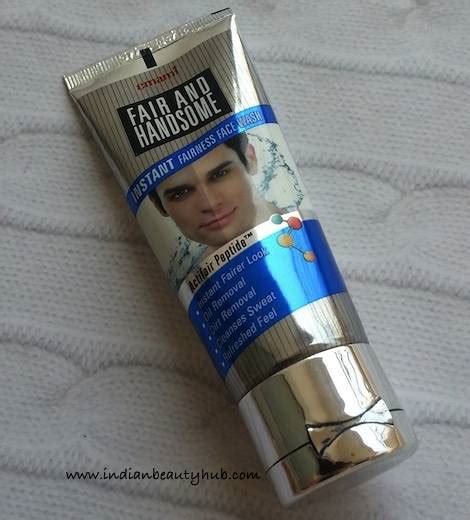 emami
FAIR AND
HANDSOME
INSTANT FAIRNESS FACE WASH
Actifair Peptide™
Instant Fairer Look
• Oil Removal
• Dirt Removal
• Cleanses Sweat
• Refreshed Feel
www.indianbeautyhub.com